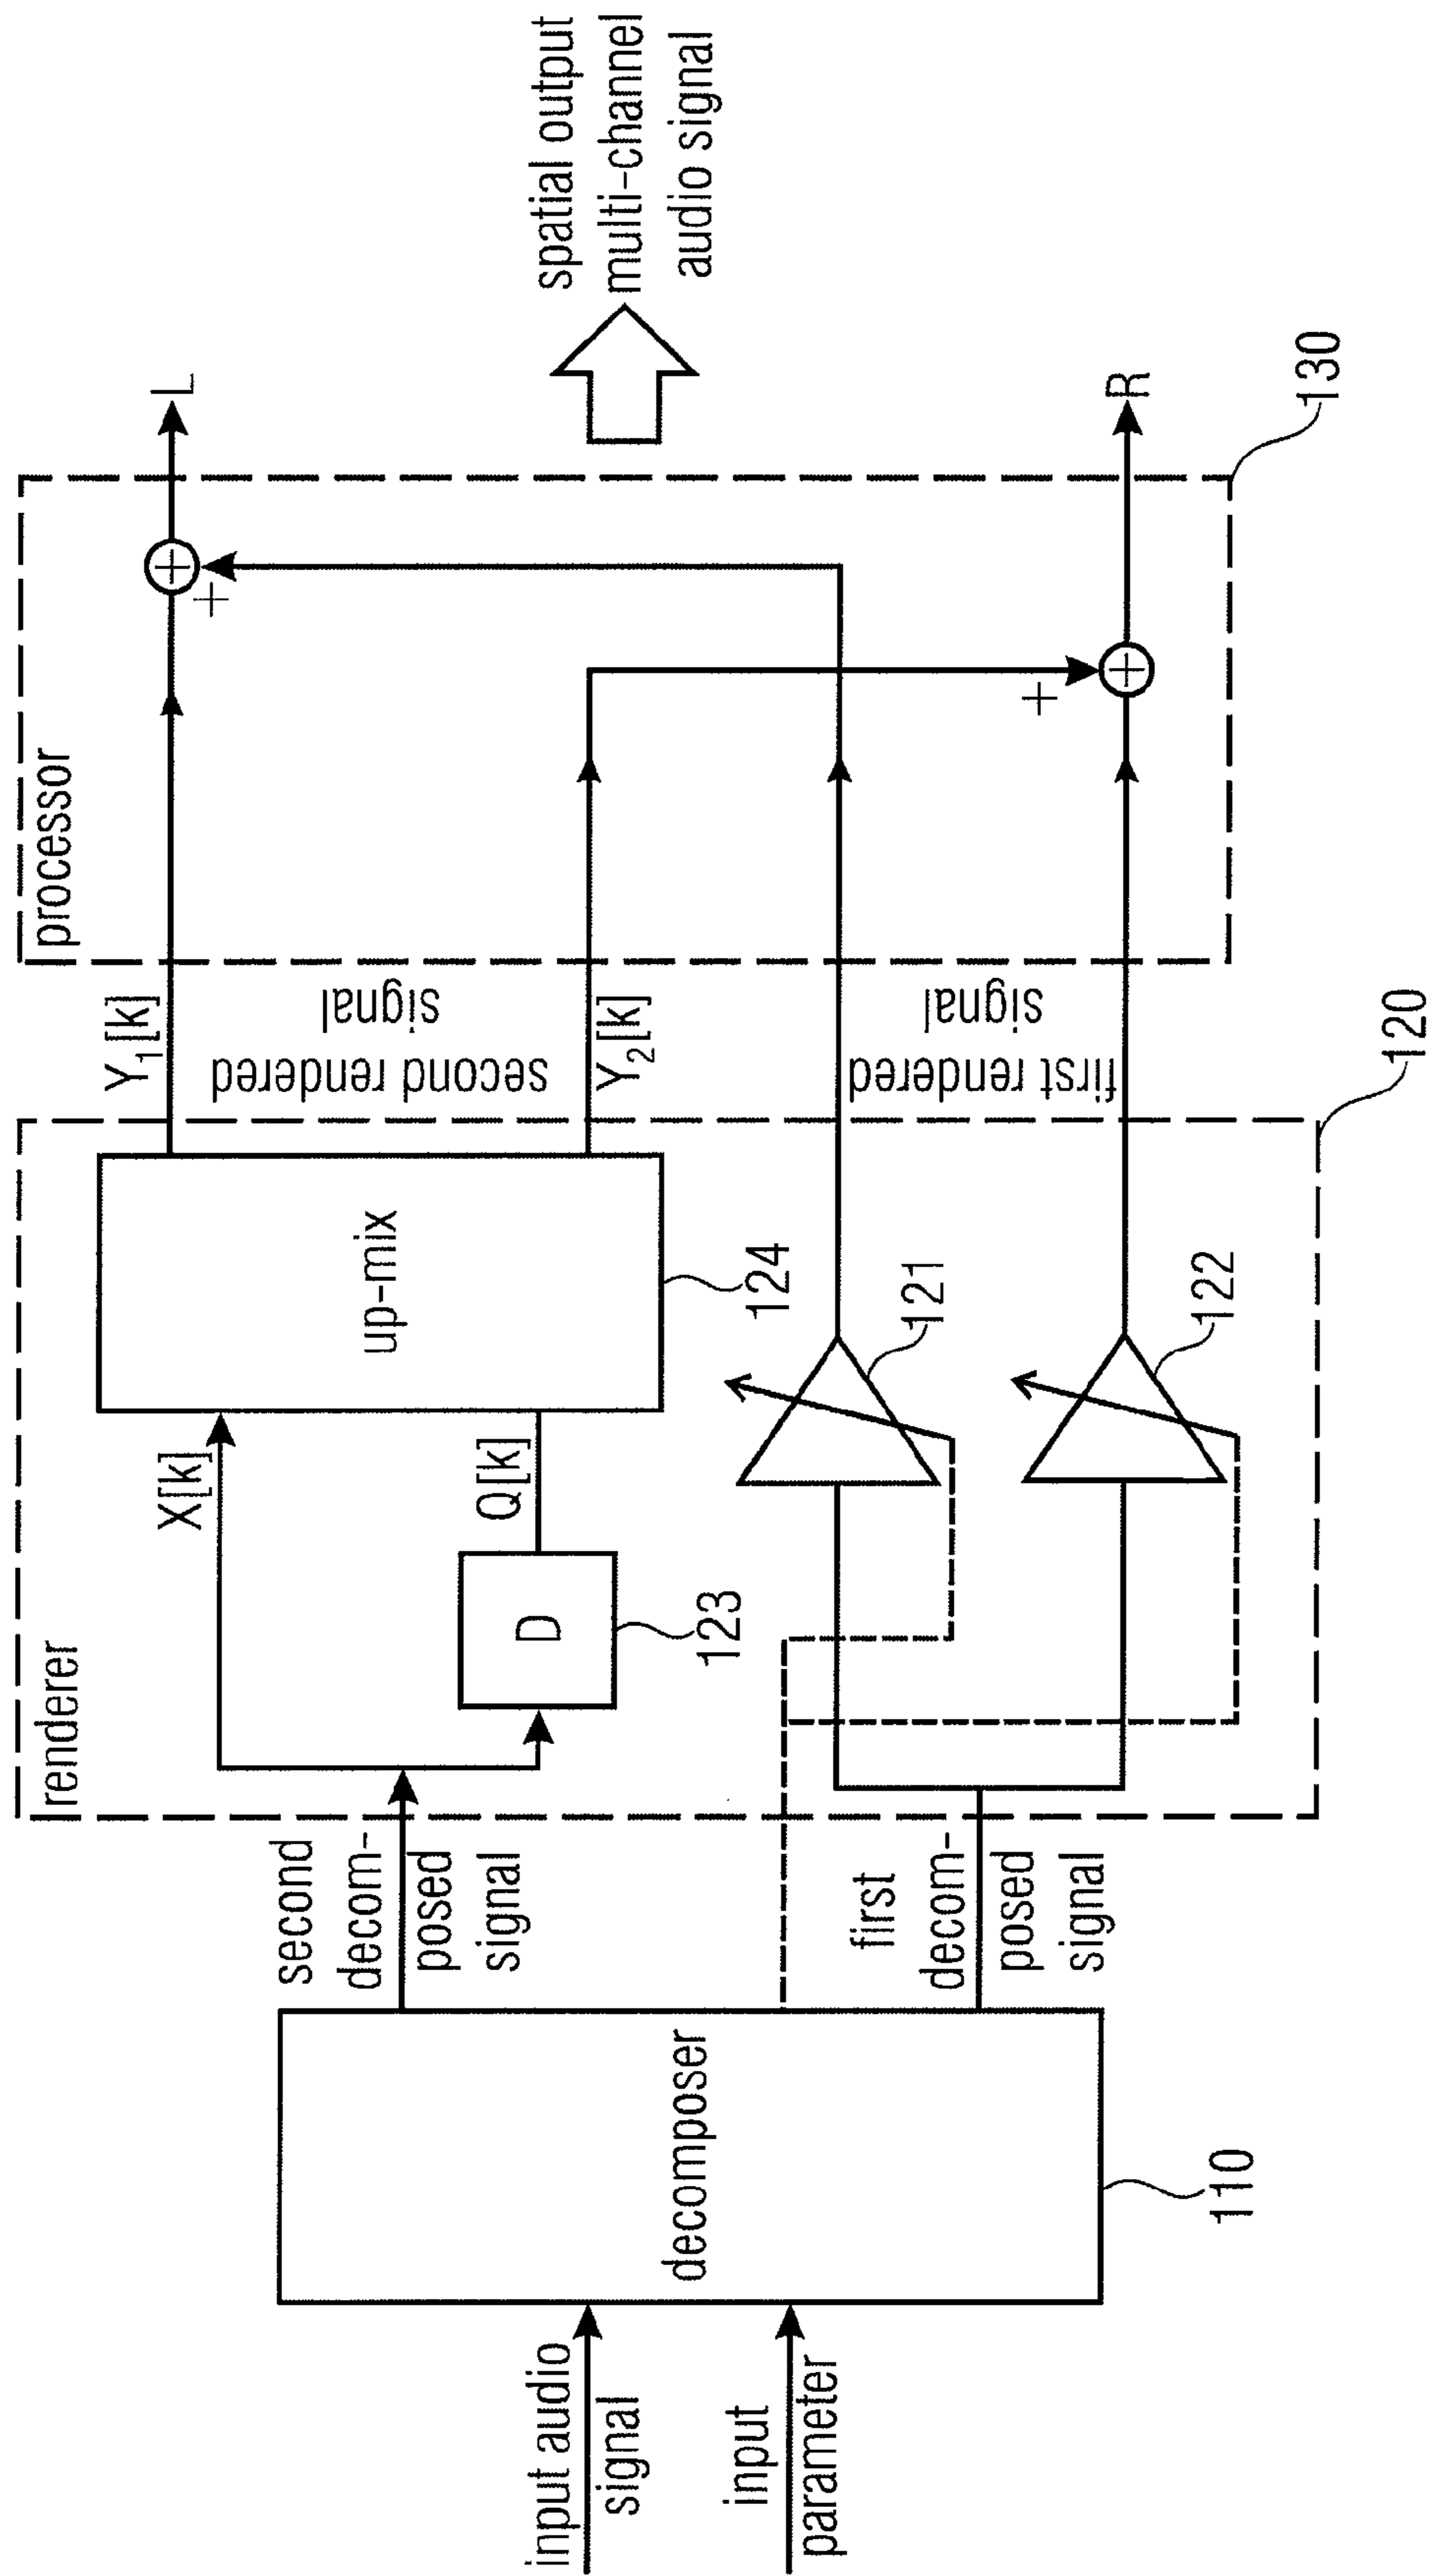 input audio
signal
input
parameter
decomposer
110
second
decom-
posed
signal
first
decom-
posed
signal
renderer
X[k]
D
123
Q[k]
up-mix
124
121
122
120
Y1[k]
second rendered
signal
Y2[k]
first rendered
signal
processor
+
+
+
+
L
R
130
spatial output
multi-channel
audio signal